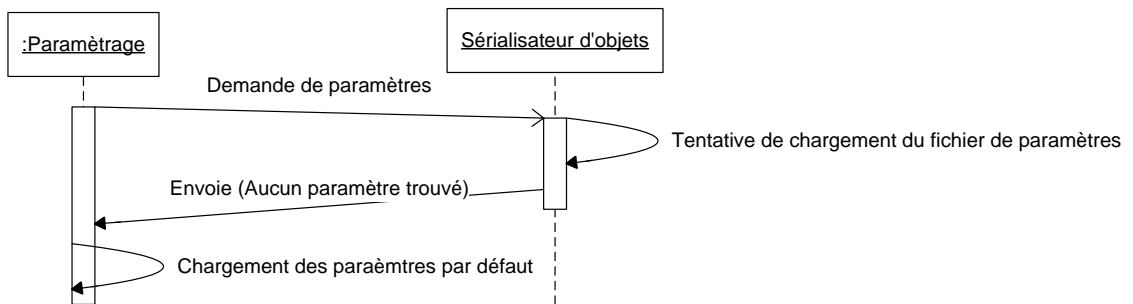 :Paramètrage
Sérialisateur d'objets
Demande de paramètres
Tentative de chargement du fichier de paramètres
Envoie (Aucun paramètre trouvé)
Chargement des paraèmtres par défaut